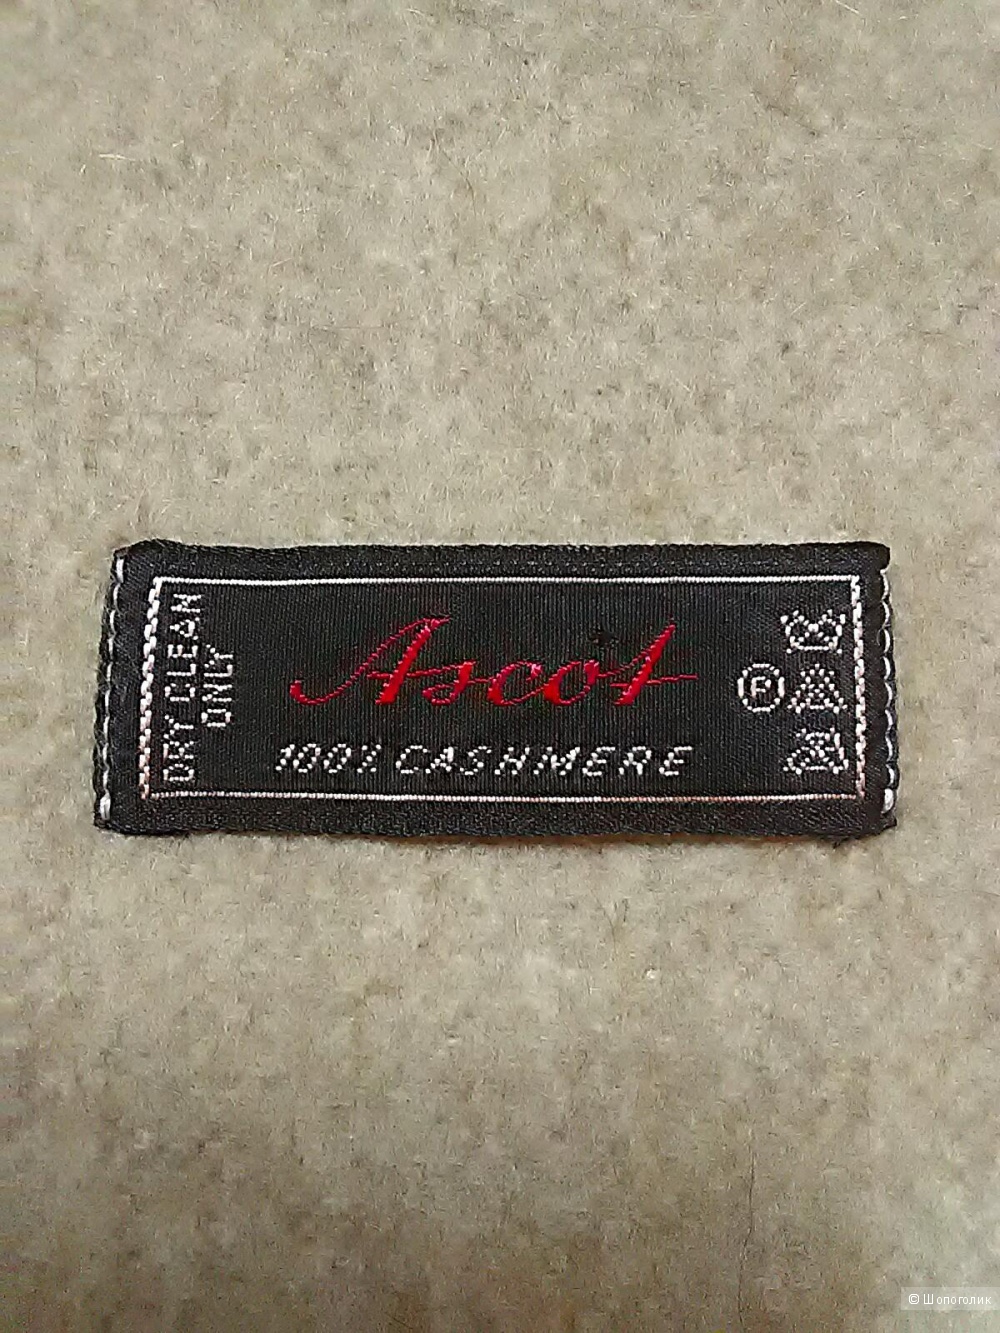 DRY CLEAN
ONLY
Ascot
100% CASHMERE
P
© Шопоголик